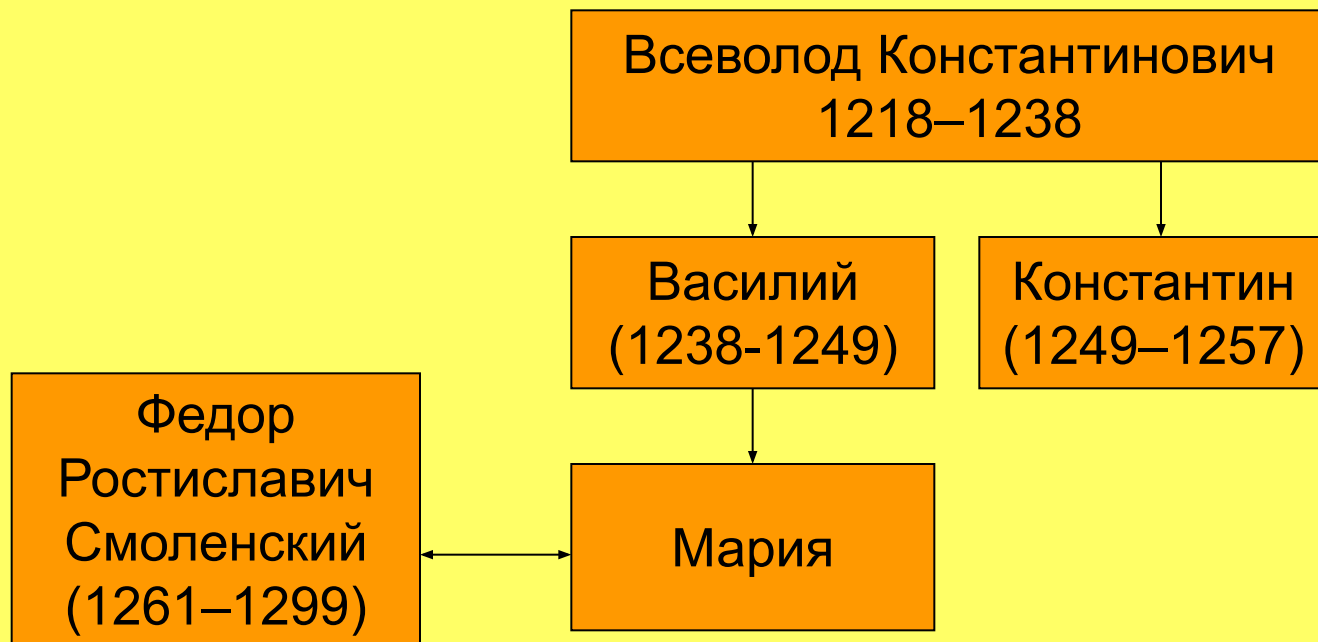 Всеволод Константинович
1218–1238
Василий
(1238-1249)
Константин
(1249–1257)
Федор
Ростиславич
Смоленский
(1261–1299)
Мария